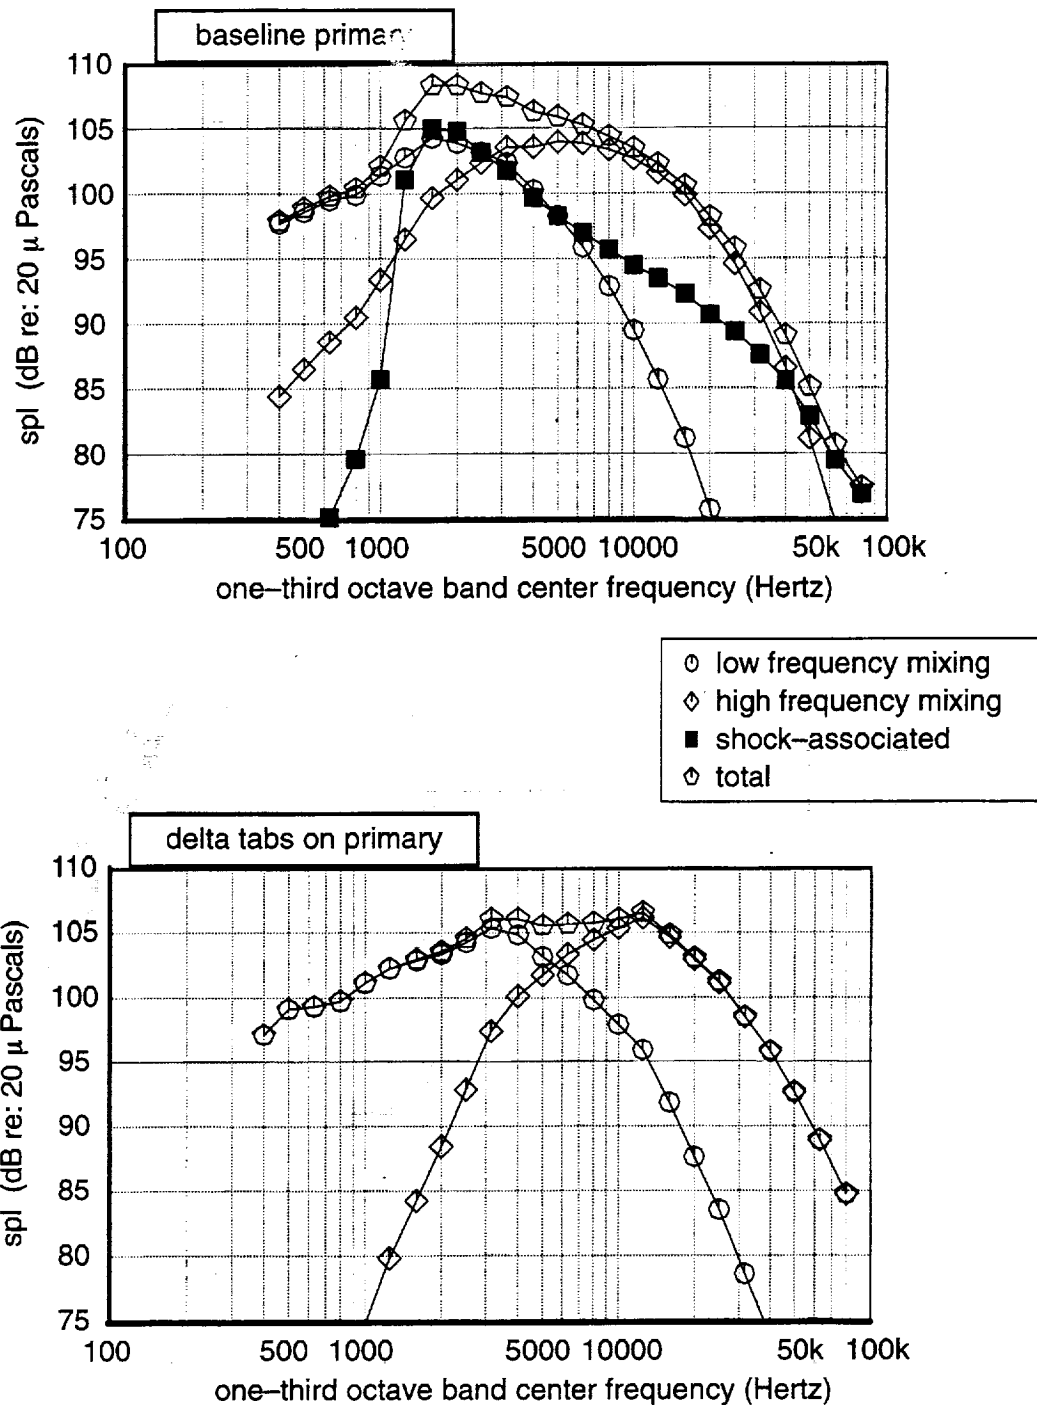 baseline primary
110
105
100
95
90
85
80
75
spl (dB re: 20 µ Pascals)
100 500 1000 5000 10000 50k 100k
one–third octave band center frequency (Hertz)
low frequency mixing
high frequency mixing
shock–associated
total
delta tabs on primary
110
105
100
95
90
85
80
75
spl (dB re: 20 µ Pascals)
100 500 1000 5000 10000 50k 100k
one–third octave band center frequency (Hertz)